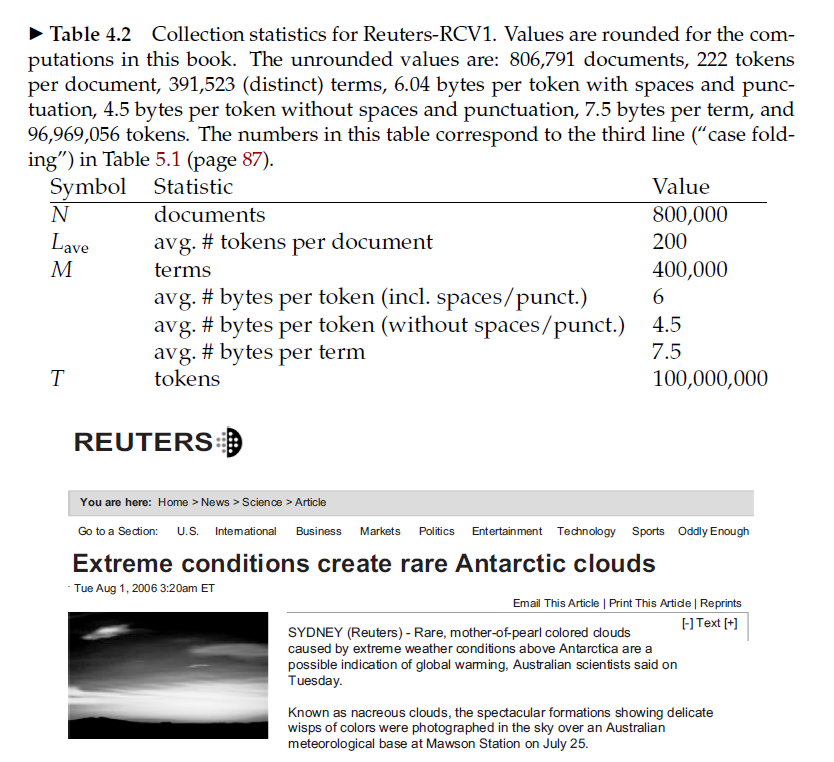 ► Table 4.2 Collection statistics for Reuters-RCV1. Values are rounded for the com-
putations in this book. The unrounded values are: 806,791 documents, 222 tokens
per document, 391,523 (distinct) terms, 6.04 bytes per token with spaces and punc-
tuation, 4.5 bytes per token without spaces and punctuation, 7.5 bytes per term, and
96,969,056 tokens. The numbers in this table correspond to the third line (“case fold-
ing”) in Table 5.1 (page 87).
Symbol Statistic Value
N documents 800,000
Lave avg. # tokens per document 200
M terms 400,000
avg. # bytes per token (incl. spaces/punct.) 6
avg. # bytes per token (without spaces/punct.) 4.5
avg. # bytes per term 7.5
T tokens 100,000,000
REUTERS
You are here: Home > News > Science > Article
Go to a Section: U.S. International Business Markets Politics Entertainment Technology Sports Oddly Enough
Extreme conditions create rare Antarctic clouds
Tue Aug 1, 2006 3:20am ET
Email This Article | Print This Article | Reprints
[-] Text [+]
SYDNEY (Reuters) - Rare, mother-of-pearl colored clouds
caused by extreme weather conditions above Antarctica are a
possible indication of global warming, Australian scientists said on
Tuesday.
Known as nacreous clouds, the spectacular formations showing delicate
wisps of colors were photographed in the sky over an Australian
meteorological base at Mawson Station on July 25.